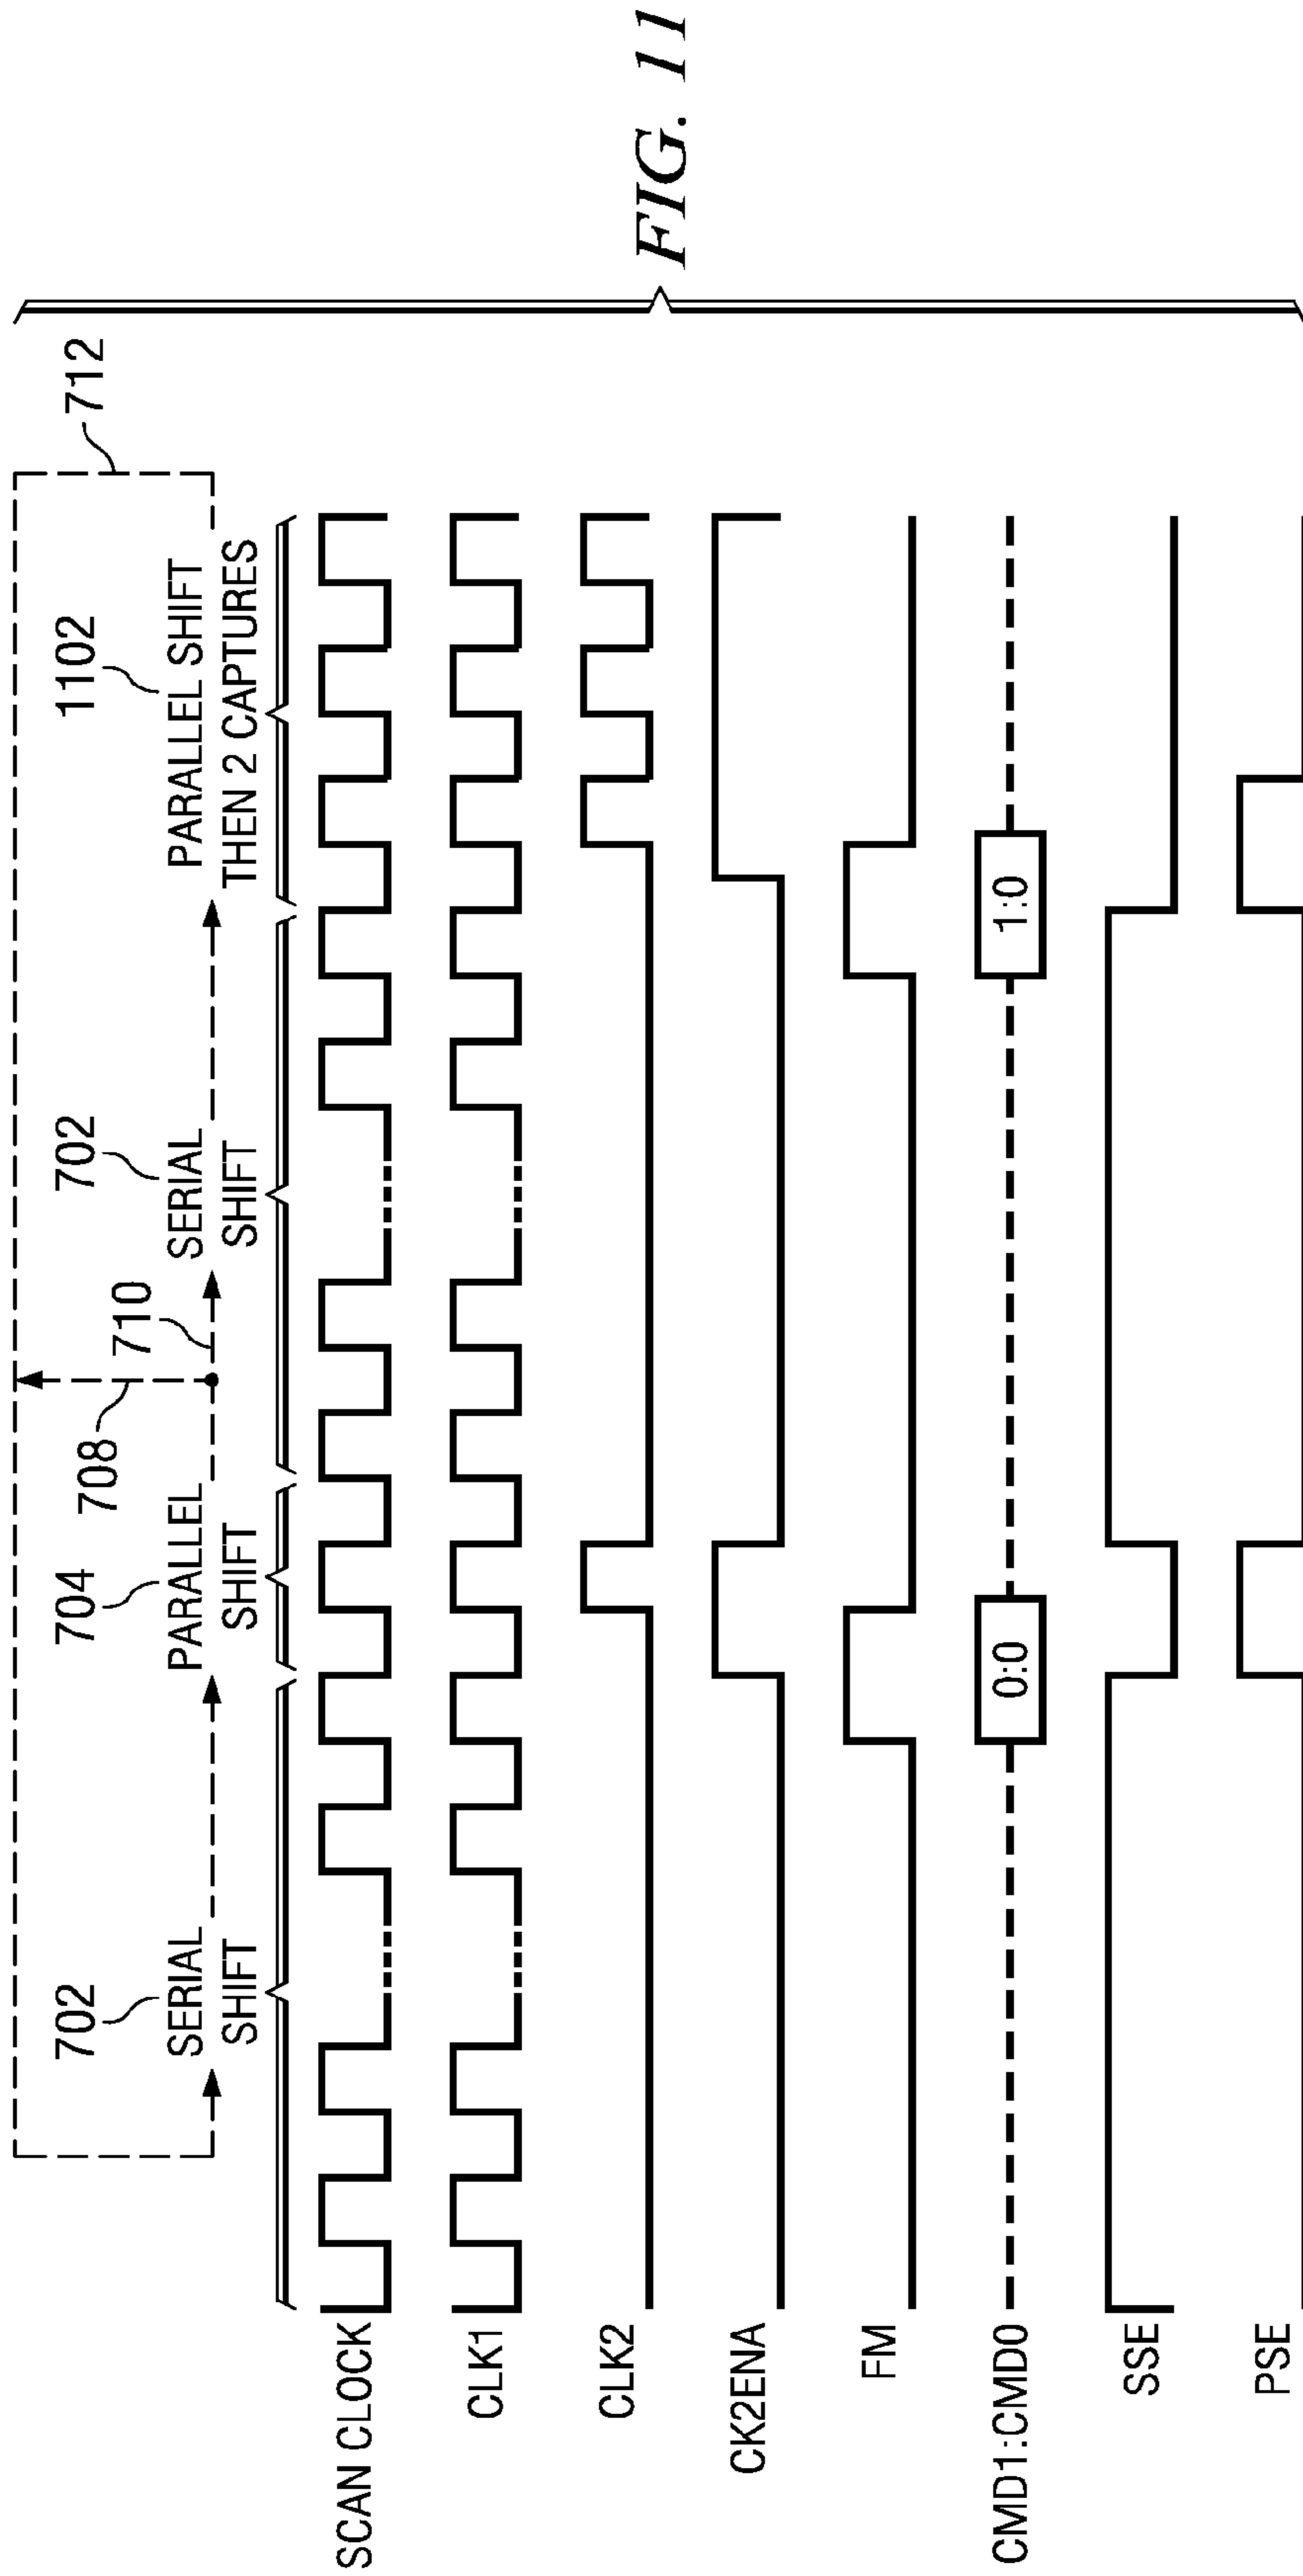 712
702
704
708
710
702
1102
SERIAL
SHIFT
PARALLEL
SHIFT
SERIAL
SHIFT
PARALLEL SHIFT
THEN 2 CAPTURES
SCAN CLOCK
CLK1
CLK2
CK2ENA
FM
CMD1:CMD0
0:0
1:0
SSE
PSE
FIG. 11